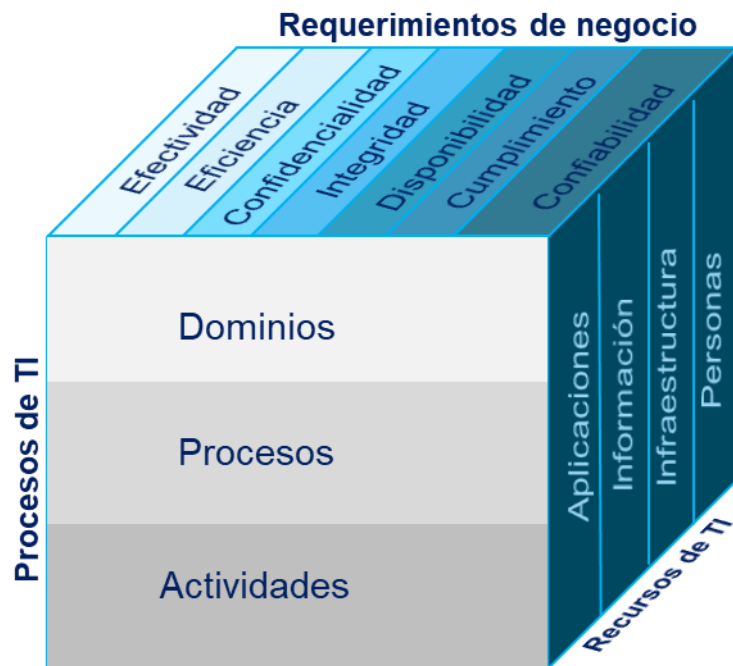 Requerimientos de negocio
Efectividad
Eficiencia
Confidencialidad
Integridad
Disponibilidad
Cumplimiento
Confiabilidad
Procesos de TI
Dominios
Procesos
Actividades
Aplicaciones
Información
Infraestructura
Personas
Recursos de TI